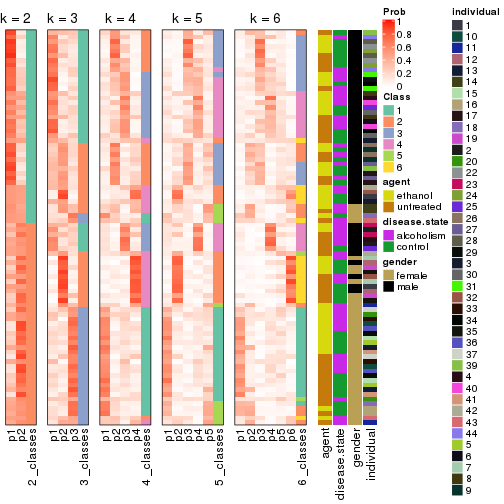 k = 2
k = 3
k = 4
k = 5
k = 6
p1
p2
2_classes
p1
p2
p3
3_classes
p1
p2
p3
p4
4_classes
p1
p2
p3
p4
p5
5_classes
p1
p2
p3
p4
p5
p6
6_classes
agent
disease.state
gender
individual
Prob
1
0.8
0.6
0.4
0.2
0
Class
1
2
3
4
5
6
agent
ethanol
untreated
disease.state
alcoholism
control
gender
female
male
individual
1
10
11
12
13
14
15
16
17
18
19
2
20
22
23
24
25
26
27
28
29
3
30
31
32
33
34
35
36
37
39
4
40
41
42
43
44
5
6
7
8
9